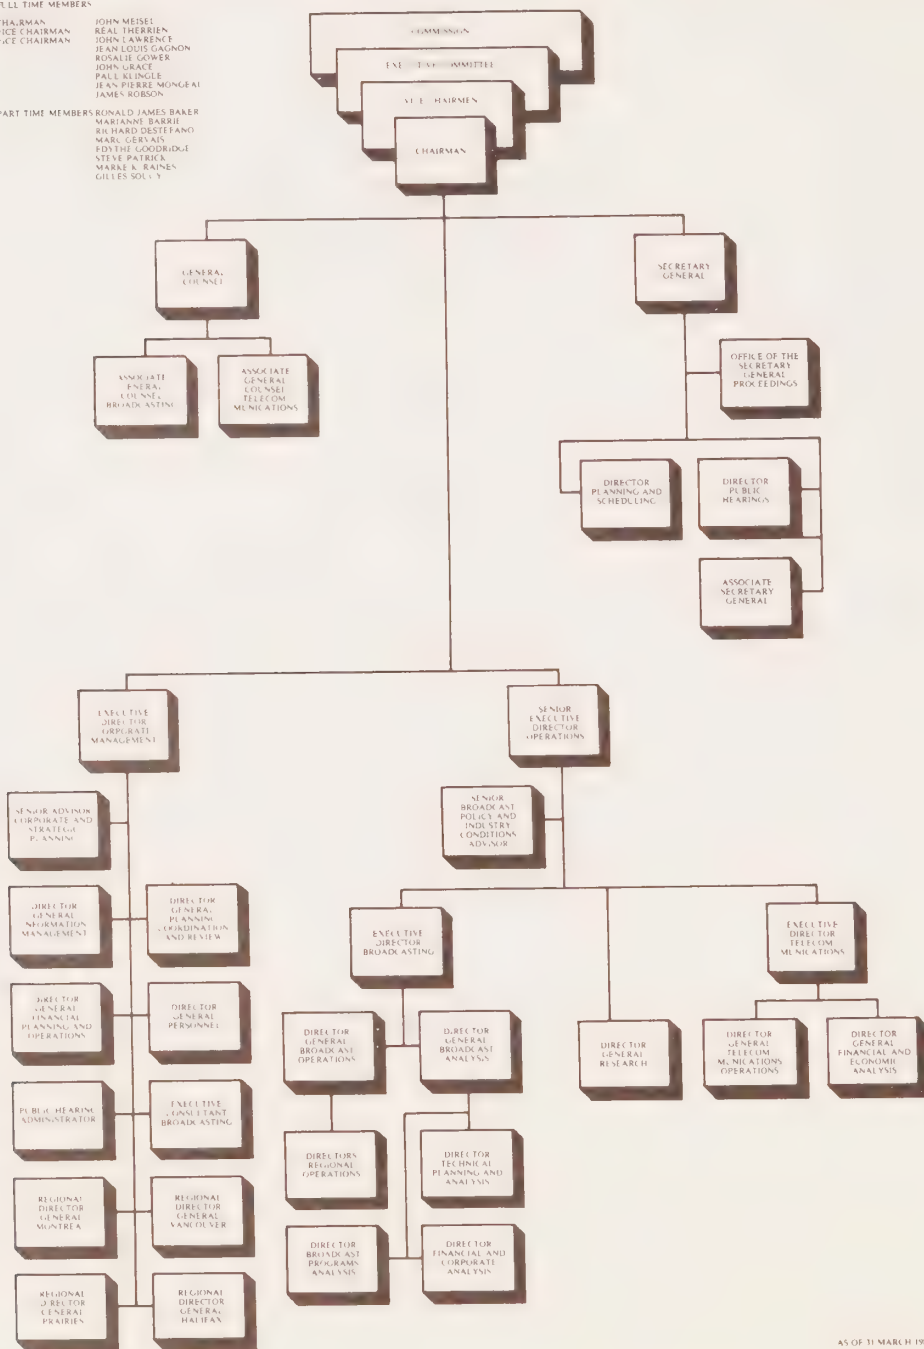 FULL TIME MEMBERS
CHAIRMAN JOHN MEISEL
VICE CHAIRMAN RÉAL THERRIEN
VICE CHAIRMAN JOHN LAWRENCE
JEAN LOUIS GAGNON
ROSALIE GOWER
JOHN GRACE
PAUL KLINGLE
JEAN PIERRE MONGEAU
JAMES ROBSON
PART TIME MEMBERS RONALD JAMES BAKER
MARIANNE BARRIE
RICHARD DESTEFANO
MARC GERVAIS
EDYTHE GOODRIDGE
STEVE PATRICK
MARKE K. RAINES
GILLES
COMMISSION
EXECUTIVE COMMITTEE
VICE CHAIRMEN
CHAIRMAN
GENERAL
COUNSEL
SECRETARY
GENERAL
ASSOCIATE
GENERAL
COUNSEL
BROADCASTING
ASSOCIATE
GENERAL
COUNSEL
TELECOM
MUNICATIONS
OFFICE OF THE
SECRETARY
GENERAL
PROCEEDINGS
DIRECTOR
PLANNING AND
SCHEDULING
DIRECTOR
PUBLIC
HEARINGS
ASSOCIATE
SECRETARY
GENERAL
EXECUTIVE
DIRECTOR
CORPORATE
MANAGEMENT
SENIOR
EXECUTIVE
DIRECTOR
OPERATIONS
SENIOR ADVISOR
CORPORATE AND
STRATEGIC
PLANNING
SENIOR
BROADCAST
POLICY AND
INDUSTRY
CONDITIONS
ADVISOR
DIRECTOR
GENERAL
INFORMATION
MANAGEMENT
DIRECTOR
GENERAL
PLANNING
COORDINATION
AND REVIEW
EXECUTIVE
DIRECTOR
BROADCASTING
EXECUTIVE
DIRECTOR
TELECOM
MUNICATIONS
DIRECTOR
GENERAL
FINANCIAL
PLANNING AND
OPERATIONS
DIRECTOR
GENERAL
PERSONNEL
DIRECTOR
GENERAL
BROADCAST
OPERATIONS
DIRECTOR
GENERAL
BROADCAST
ANALYSIS
DIRECTOR
GENERAL
RESEARCH
DIRECTOR
GENERAL
TELECOM
MUNICATIONS
OPERATIONS
DIRECTOR
GENERAL
FINANCIAL AND
ECONOMIC
ANALYSIS
PUBLIC HEARING
ADMINISTRATOR
EXECUTIVE
CONSULTANT
BROADCASTING
DIRECTORS
REGIONAL
OPERATIONS
DIRECTOR
TECHNICAL
PLANNING AND
ANALYSIS
REGIONAL
DIRECTOR
GENERAL
MONTREAL
REGIONAL
DIRECTOR
GENERAL
VANCOUVER
DIRECTOR
BROADCAST
PROGRAMS
ANALYSIS
DIRECTOR
FINANCIAL AND
CORPORATE
ANALYSIS
REGIONAL
DIRECTOR
GENERAL
PRAIRIES
REGIONAL
DIRECTOR
GENERAL
HALIFAX
AS OF 31 MARCH